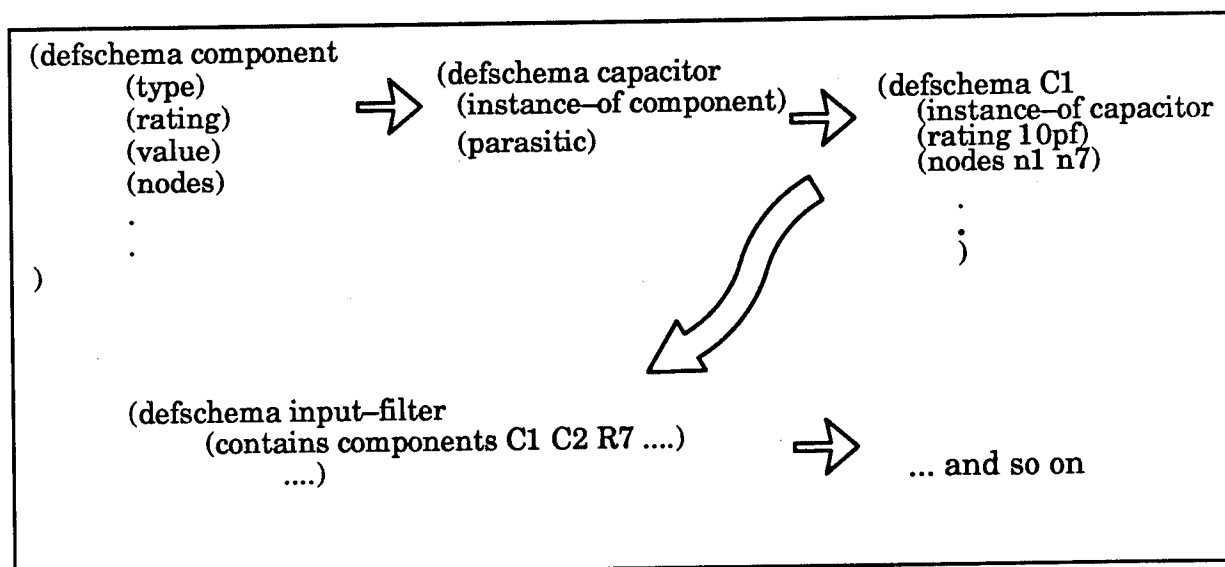 (defschema component
(type)
(rating)
(value)
(nodes)
.
.
)
(defschema capacitor
(instance–of component)
(parasitic)
(defschema C1
(instance–of capacitor
(rating 10pf)
(nodes n1 n7)
.
.
)
(defschema input–filter
(contains components C1 C2 R7 ....)
....)
... and so on